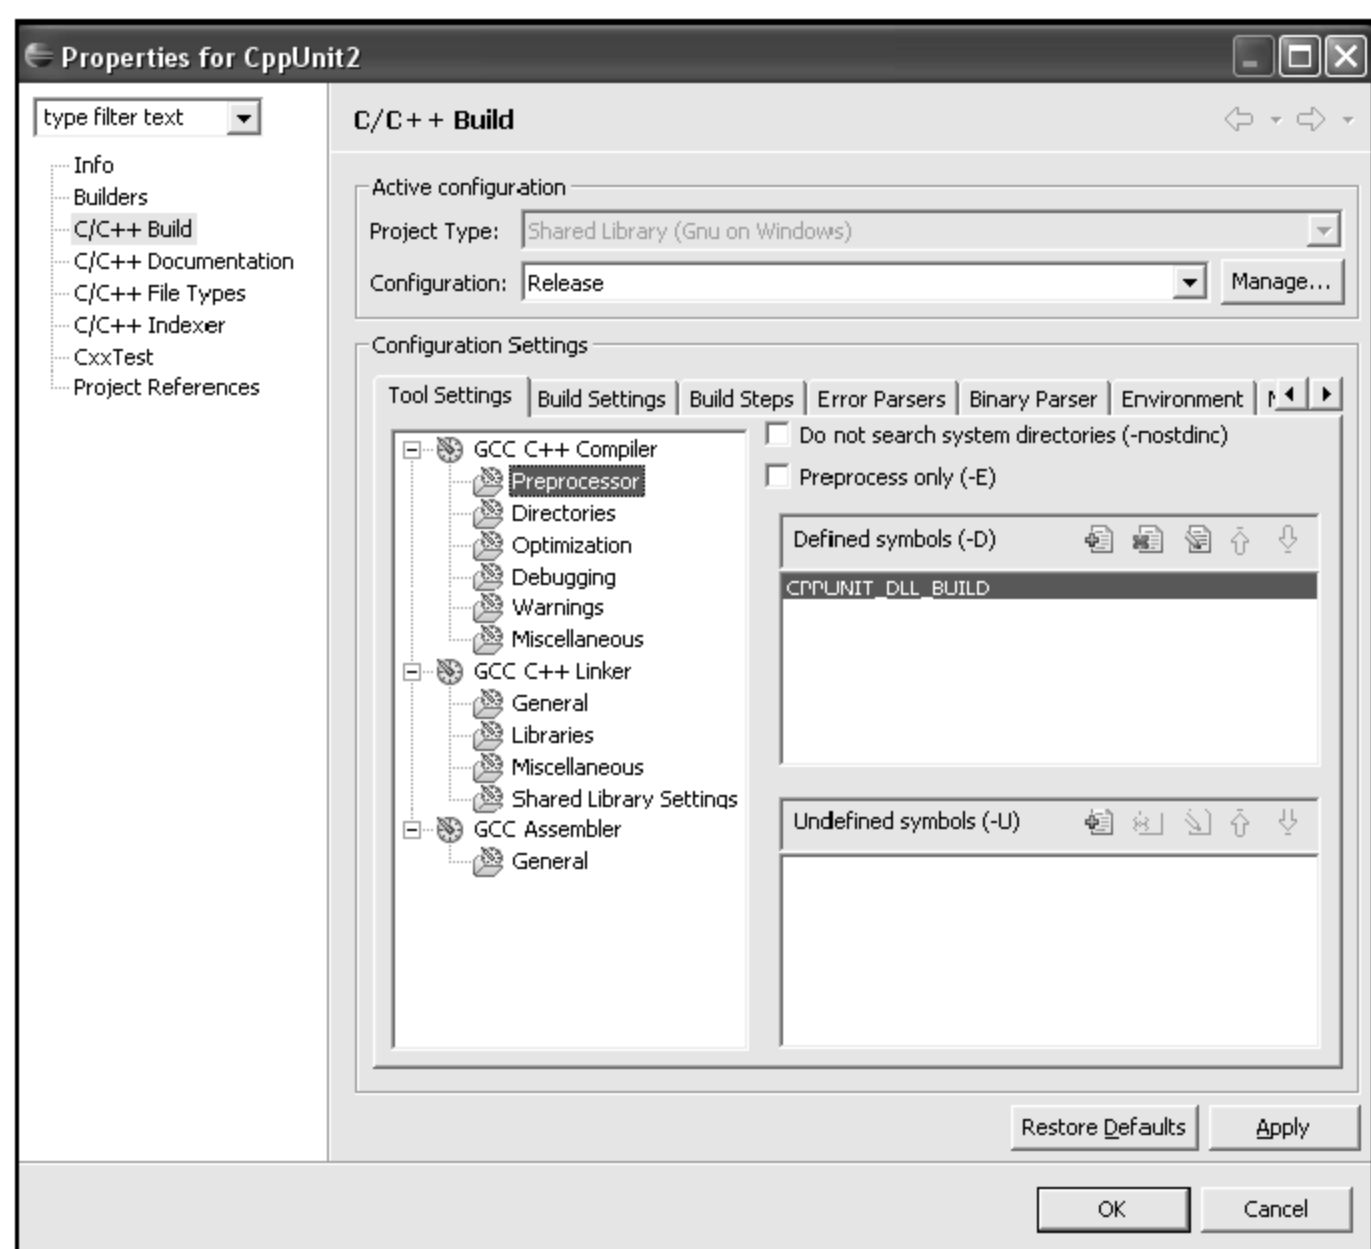 Properties for CppUnit2
type filter text
Info
Builders
C/C++ Build
C/C++ Documentation
C/C++ File Types
C/C++ Indexer
CxxTest
Project References
C/C++ Build
Active configuration
Project Type: Shared Library (Gnu on Windows)
Configuration: Release Manage...
Configuration Settings
Tool Settings Build Settings Build Steps Error Parsers Binary Parser Environment
GCC C++ Compiler
Preprocessor
Directories
Optimization
Debugging
Warnings
Miscellaneous
GCC C++ Linker
General
Libraries
Miscellaneous
Shared Library Settings
GCC Assembler
General
Do not search system directories (-nostdinc)
Preprocess only (-E)
Defined symbols (-D)
CPPUNIT_DLL_BUILD
Undefined symbols (-U)
Restore Defaults Apply
OK Cancel